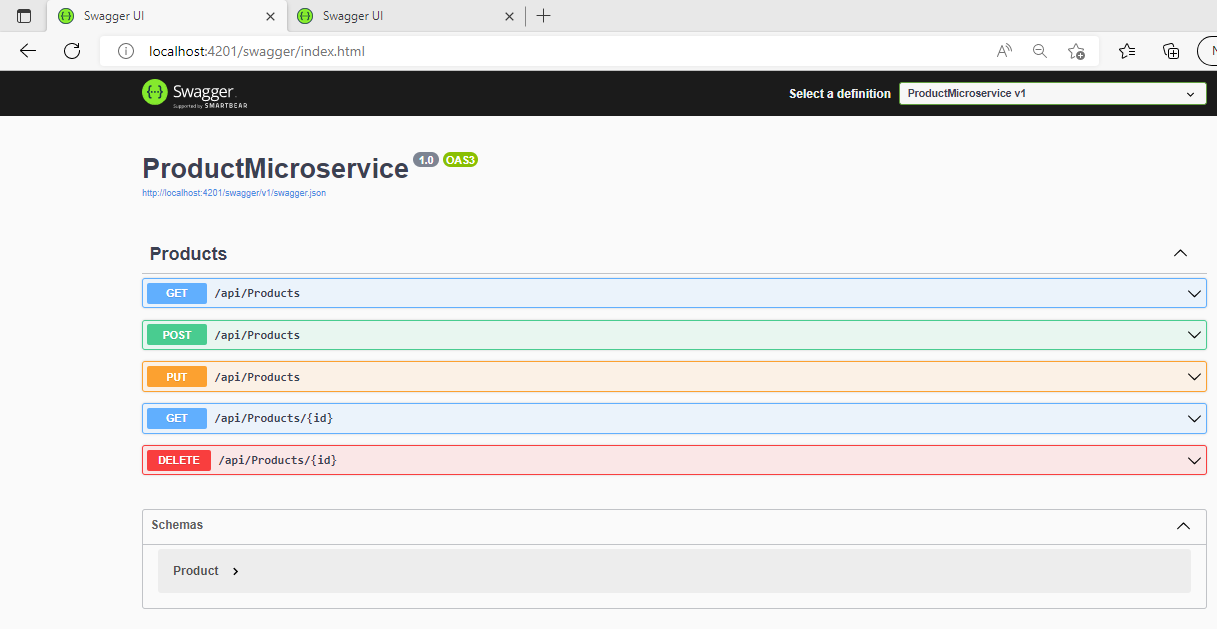 Swagger UI
Swagger UI
localhost:4201/swagger/index.html
Swagger.
Supported by SMARTBEAR
Select a definition
ProductMicroservice v1
ProductMicroservice 1.0 OAS3
http://localhost:4201/swagger/v1/swagger.json
Products
GET /api/Products
POST /api/Products
PUT /api/Products
GET /api/Products/{id}
DELETE /api/Products/{id}
Schemas
Product